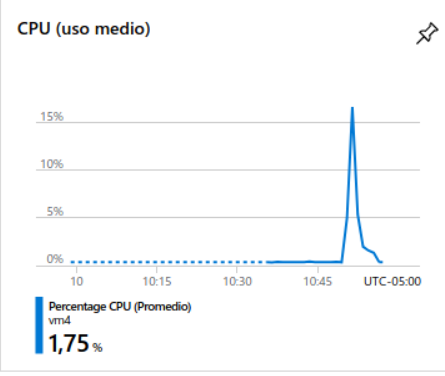 CPU (uso medio)
15%
10%
5%
0%
10 10:15 10:30 10:45 UTC-05:00
Percentage CPU (Promedio)
vm4
1,75 %